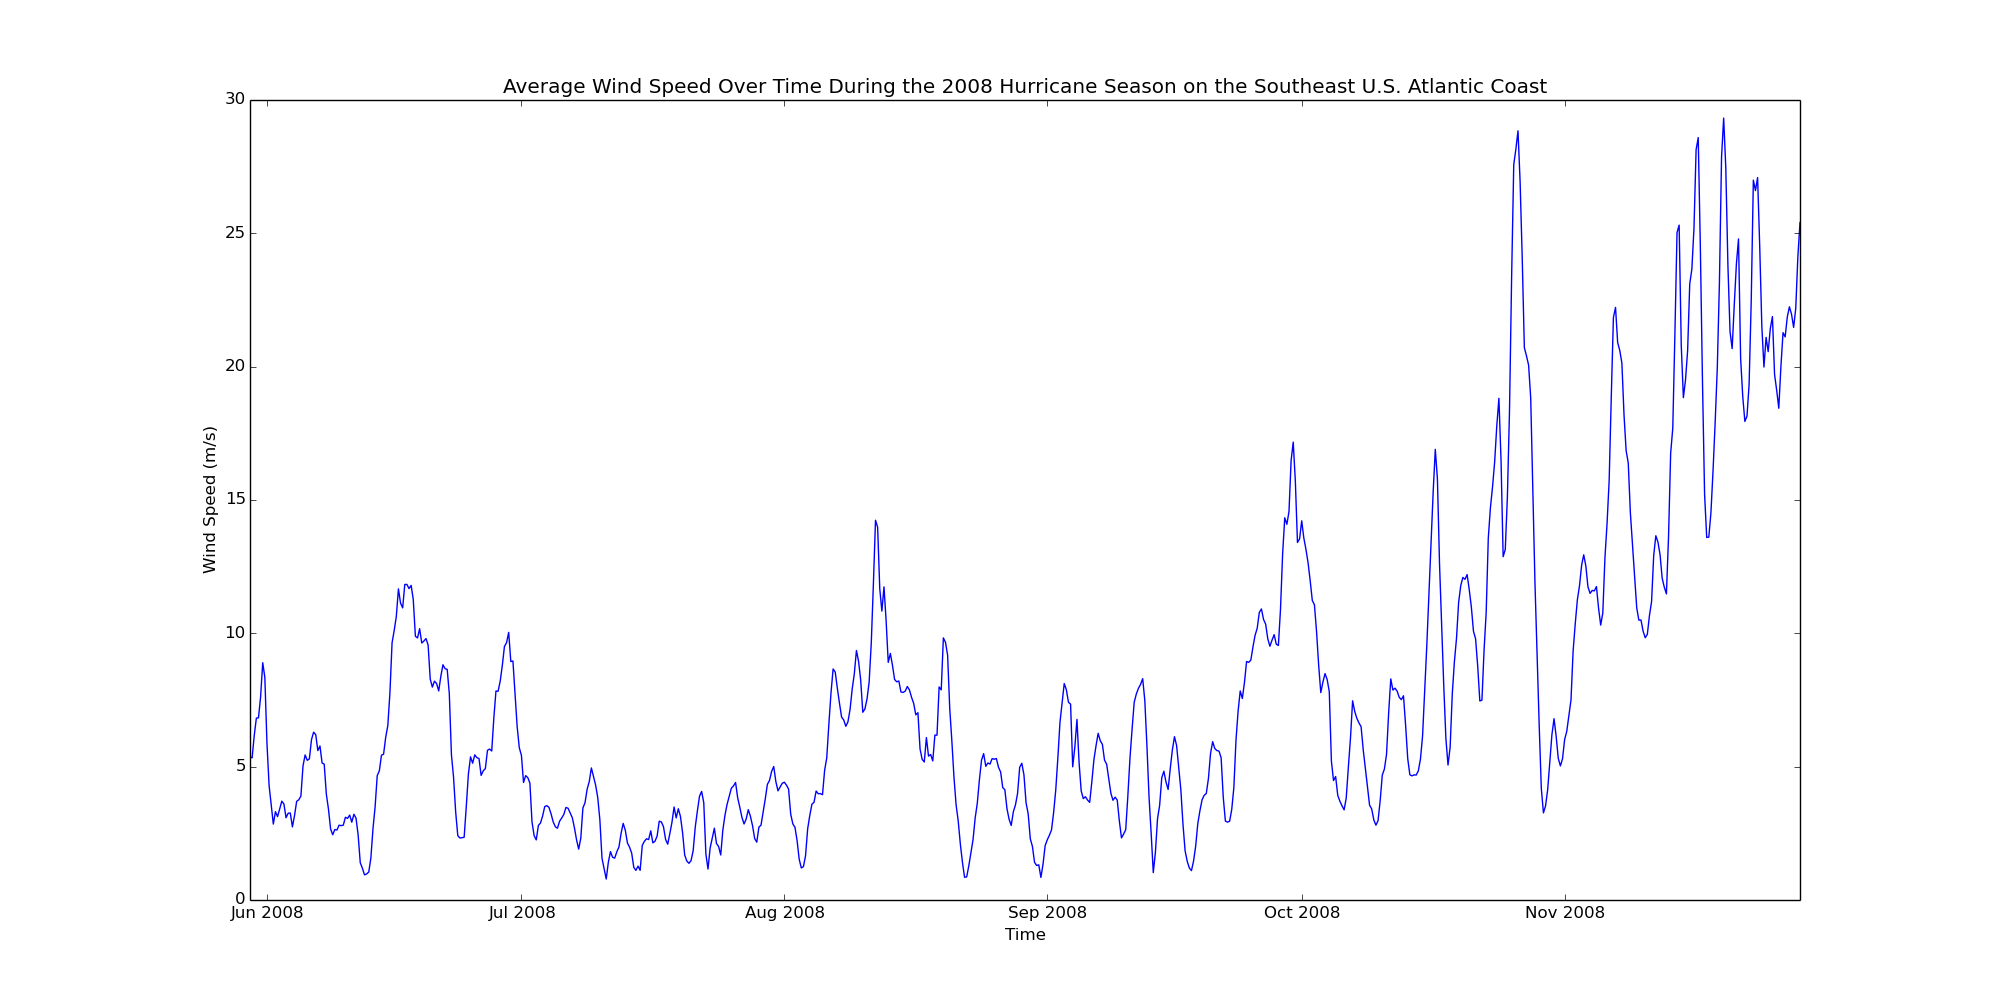 Average Wind Speed Over Time During the 2008 Hurricane Season on the Southeast U.S. Atlantic Coast
30
25
20
15
10
5
0
Wind Speed (m/s)
Jun 2008 Jul 2008 Aug 2008 Sep 2008 Oct 2008 Nov 2008
Time